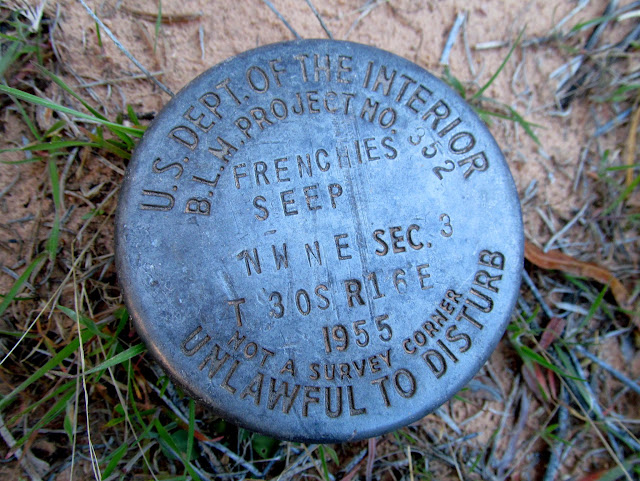 U.S. DEPT. OF THE INTERIOR
B.L.M. PROJECT NO. 352
FRENCHIES
SEEP
NWNE SEC. 3
T 30S R16E
1955
NOT A SURVEY CORNER
UNLAWFUL TO DISTURB